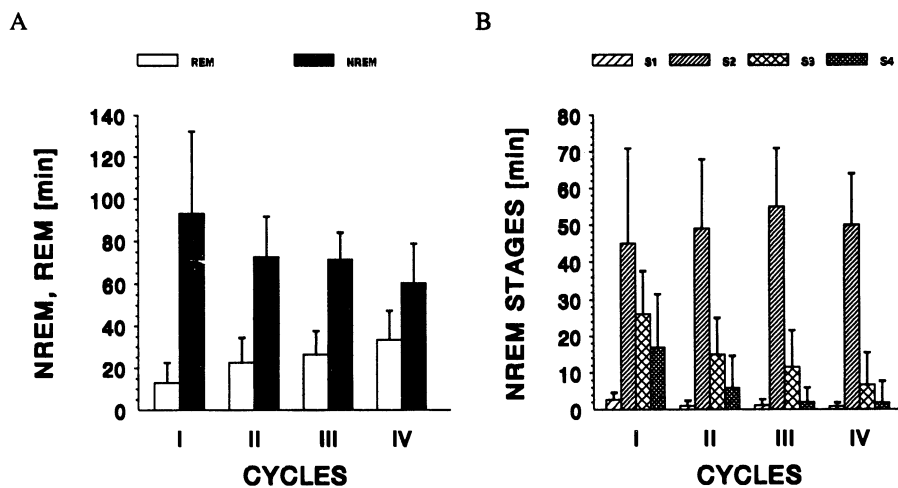 A
REM NREM
NREM, REM [min]
140
120
100
80
60
40
20
0
I II III IV
CYCLES
B
S1 S2 S3 S4
NREM STAGES [min]
80
70
60
50
40
30
20
10
0
I II III IV
CYCLES